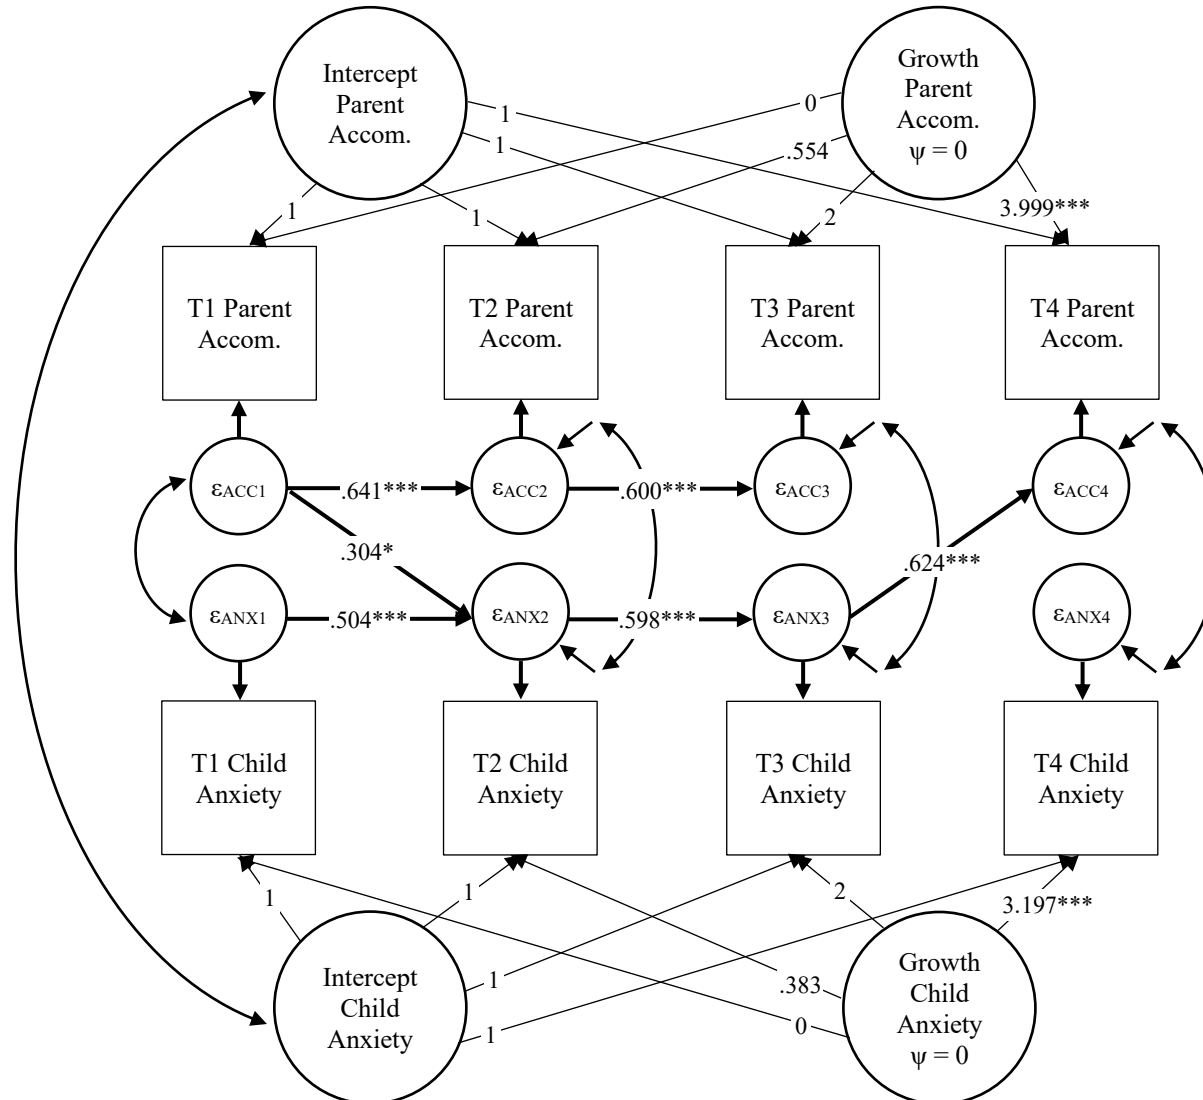 Intercept
Parent
Accom.
Growth
Parent
Accom.
ψ = 0
1
0
1
.554
1
1
2
3.999***
T1 Parent
Accom.
T2 Parent
Accom.
T3 Parent
Accom.
T4 Parent
Accom.
εACC1
.641***
εACC2
.600***
εACC3
εACC4
.304*
.624***
εANX1
.504***
εANX2
.598***
εANX3
εANX4
T1 Child
Anxiety
T2 Child
Anxiety
T3 Child
Anxiety
T4 Child
Anxiety
1
1
2
3.197***
Intercept
Child
Anxiety
1
.383
1
0
Growth
Child
Anxiety
ψ = 0